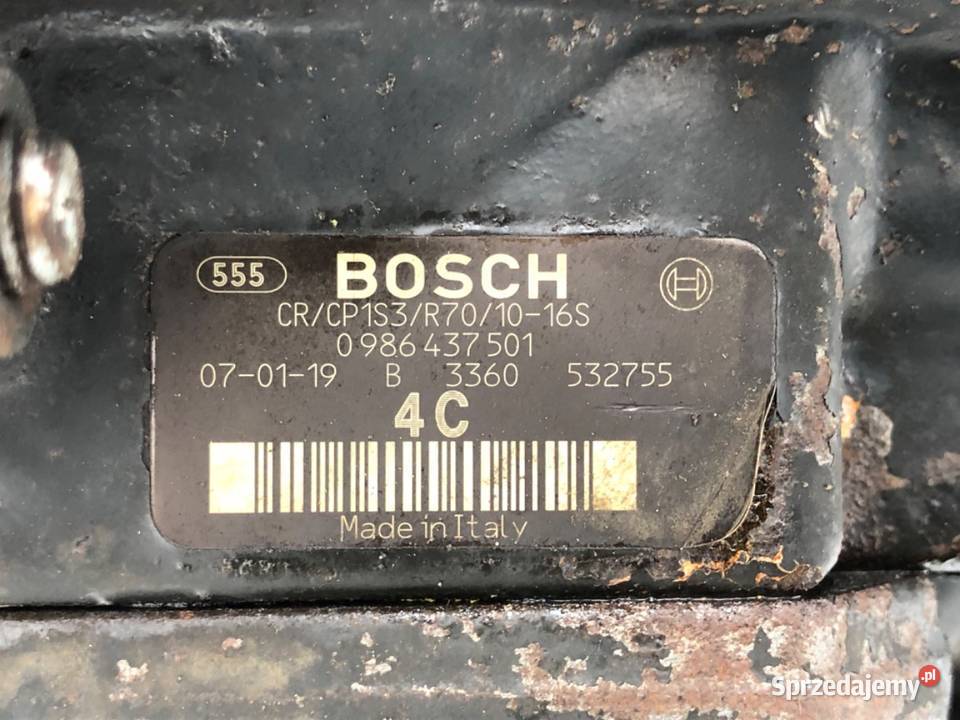 555 BOSCH
CR/CP1S3/R70/10-16S
0 986 437 501
07-01-19 B 3360 532755
4C
Made in Italy
Sprzedajemy.pl